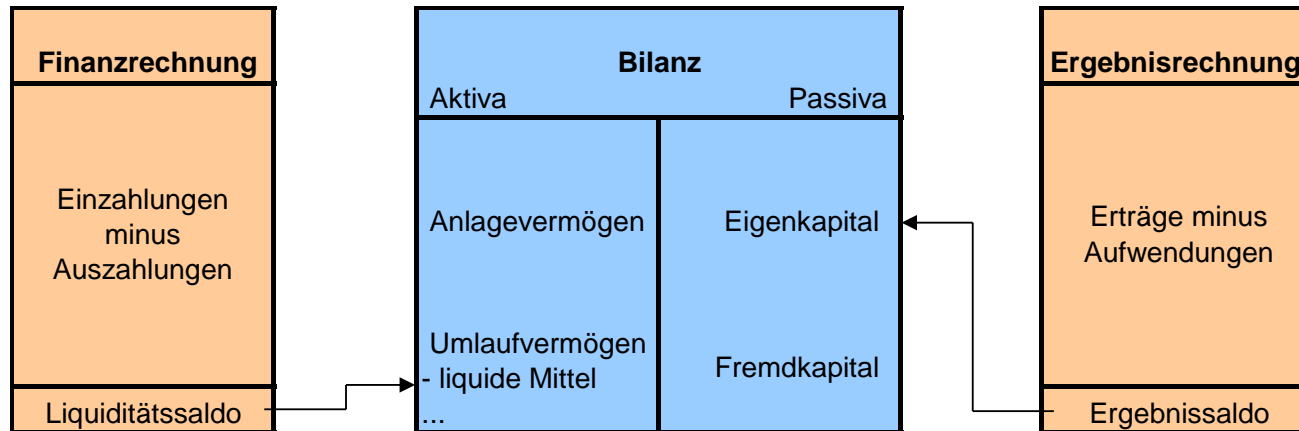 Finanzrechnung
Einzahlungen
minus
Auszahlungen
Liquiditätssaldo
Bilanz
Aktiva Passiva
Anlagevermögen Eigenkapital
Umlaufvermögen
- liquide Mittel Fremdkapital
...
Ergebnisrechnung
Erträge minus
Aufwendungen
Ergebnissaldo